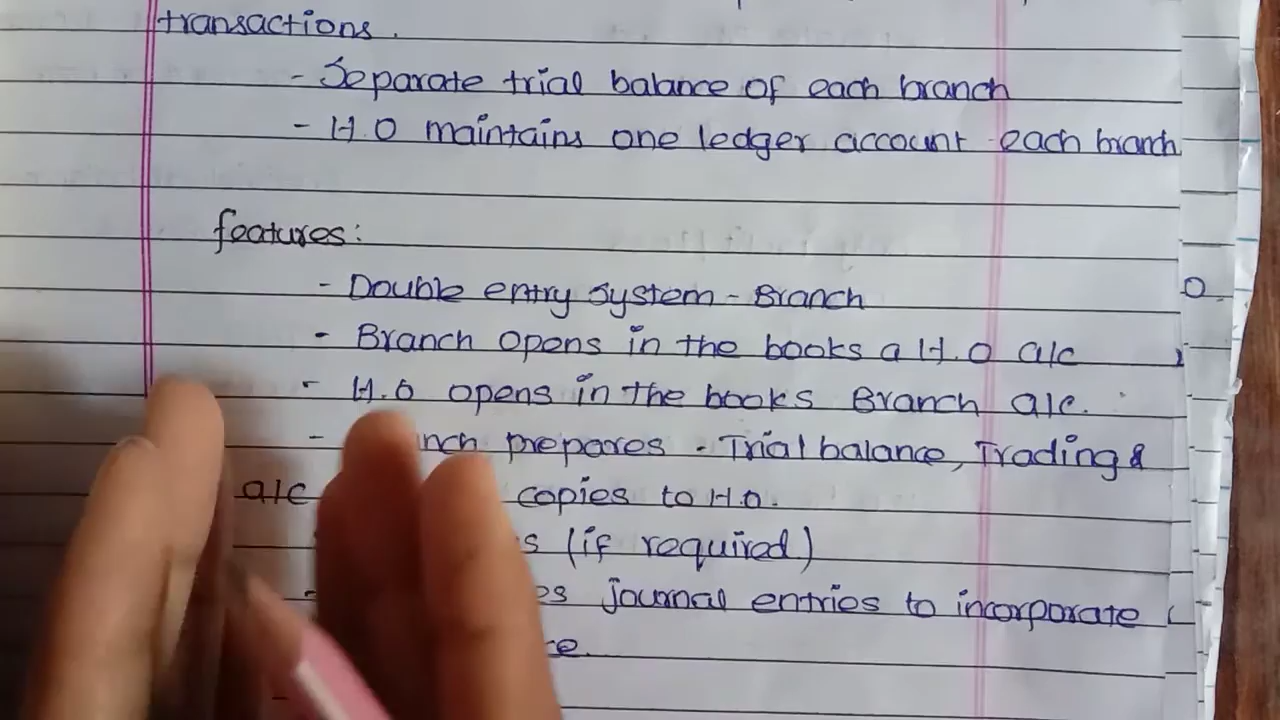 transactions.
- Separate trial balance of each branch
- H.O maintains one ledger account each branch
features:
- Double entry system - Branch
- Branch opens in the books a H.O a/c
- H.O opens in the books Branch a/c.
- prepares - Trial balance, Trading &
a/c copies to H.O.
(if required)
journal entries to incorporate